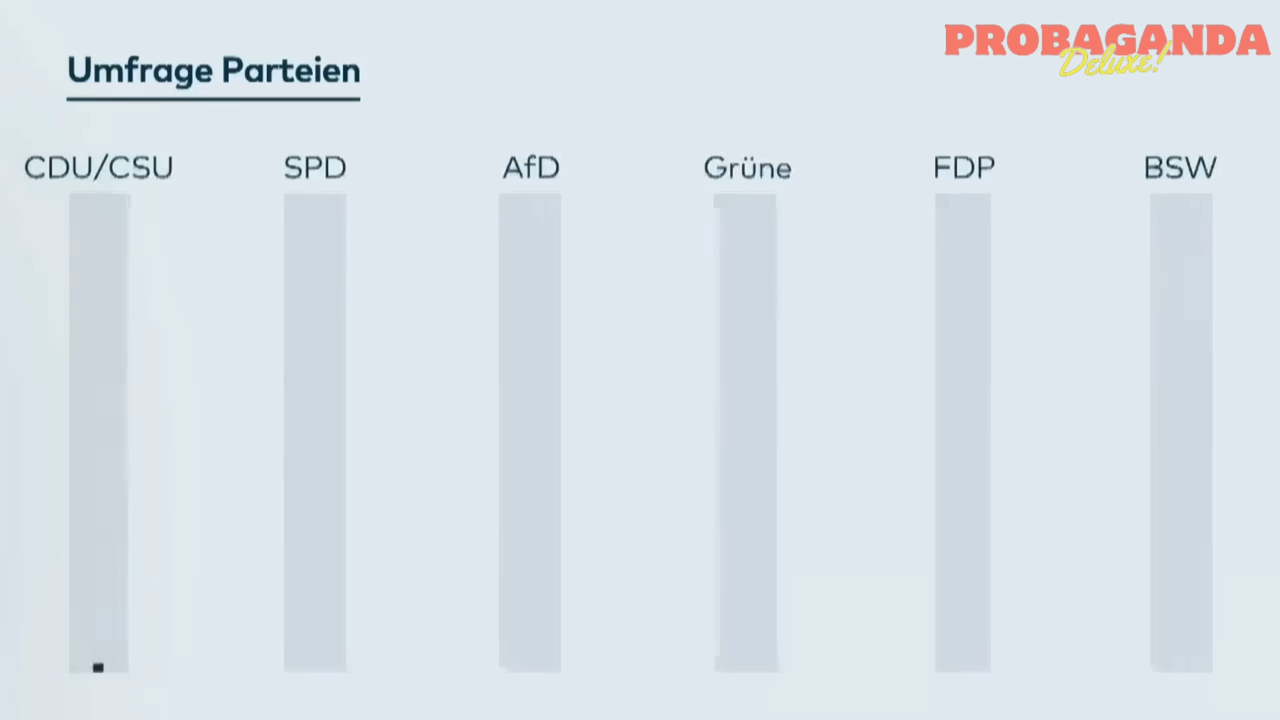 PROBAGANDA
Deluxe!
Umfrage Parteien
CDU/CSU SPD AfD Grüne FDP BSW